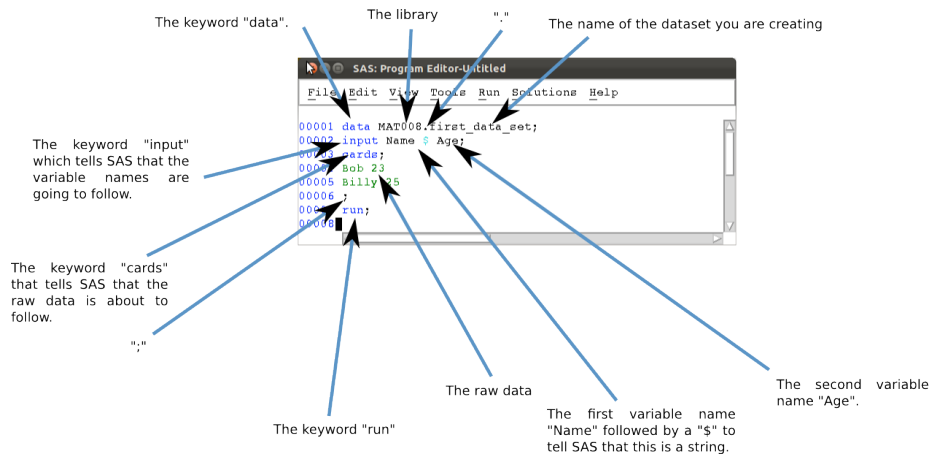 The keyword "data".
The library
"."
The name of the dataset you are creating
SAS: Program Editor-Untitled
File Edit View Tools Run Solutions Help
00001 data MAT008.first_data_set;
00002 input Name $ Age;
00003 cards;
00004 Bob 23
00005 Billy 25
00006 ;
00007 run;
00008
The keyword "input"
which tells SAS that the
variable names are
going to follow.
The keyword "cards"
that tells SAS that the
raw data is about to
follow.
";"
The keyword "run"
The raw data
The first variable name
"Name" followed by a "$" to
tell SAS that this is a string.
The second variable
name "Age".